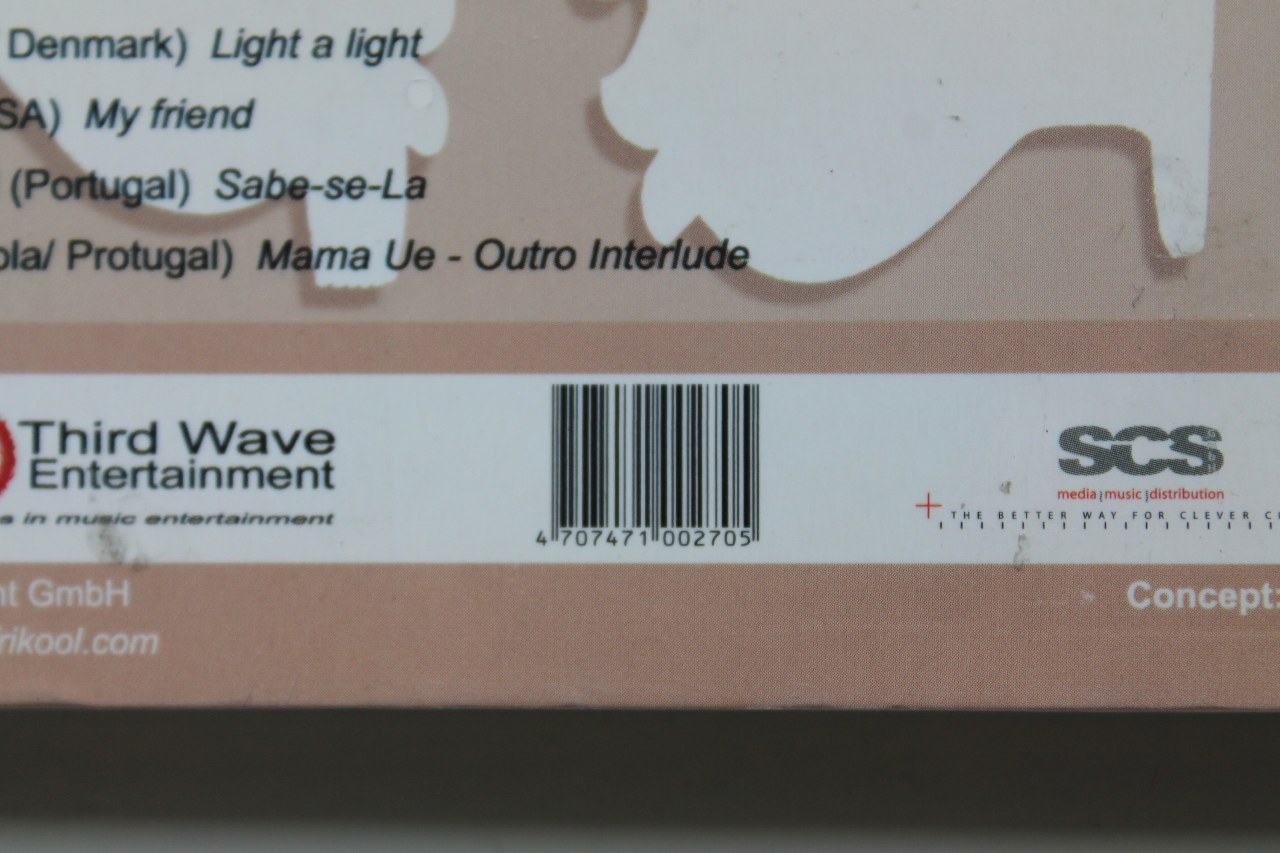 Denmark) Light a light
SA) My friend
(Portugal) Sabe-se-La
ola/ Protugal) Mama Ue - Outro Interlude
Third Wave
Entertainment
s in music entertainment
4 707471 002705
SCS
media|music|distribution
THE BETTER WAY FOR CLEVER
nt GmbH
rikool.com
Concept: